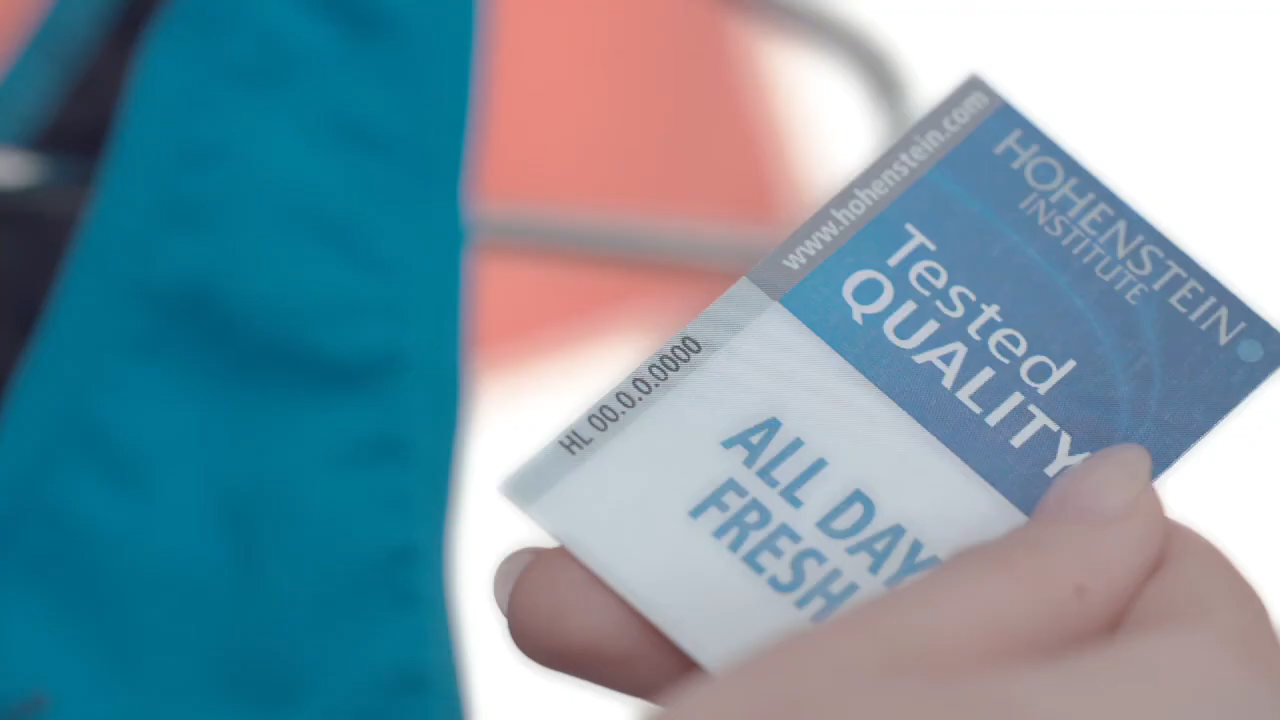 HOHENSTEIN
INSTITUTE
Tested
QUALITY
www.hohenstein.com
ALL DAY
FRESH
HL 00.0.0.0000